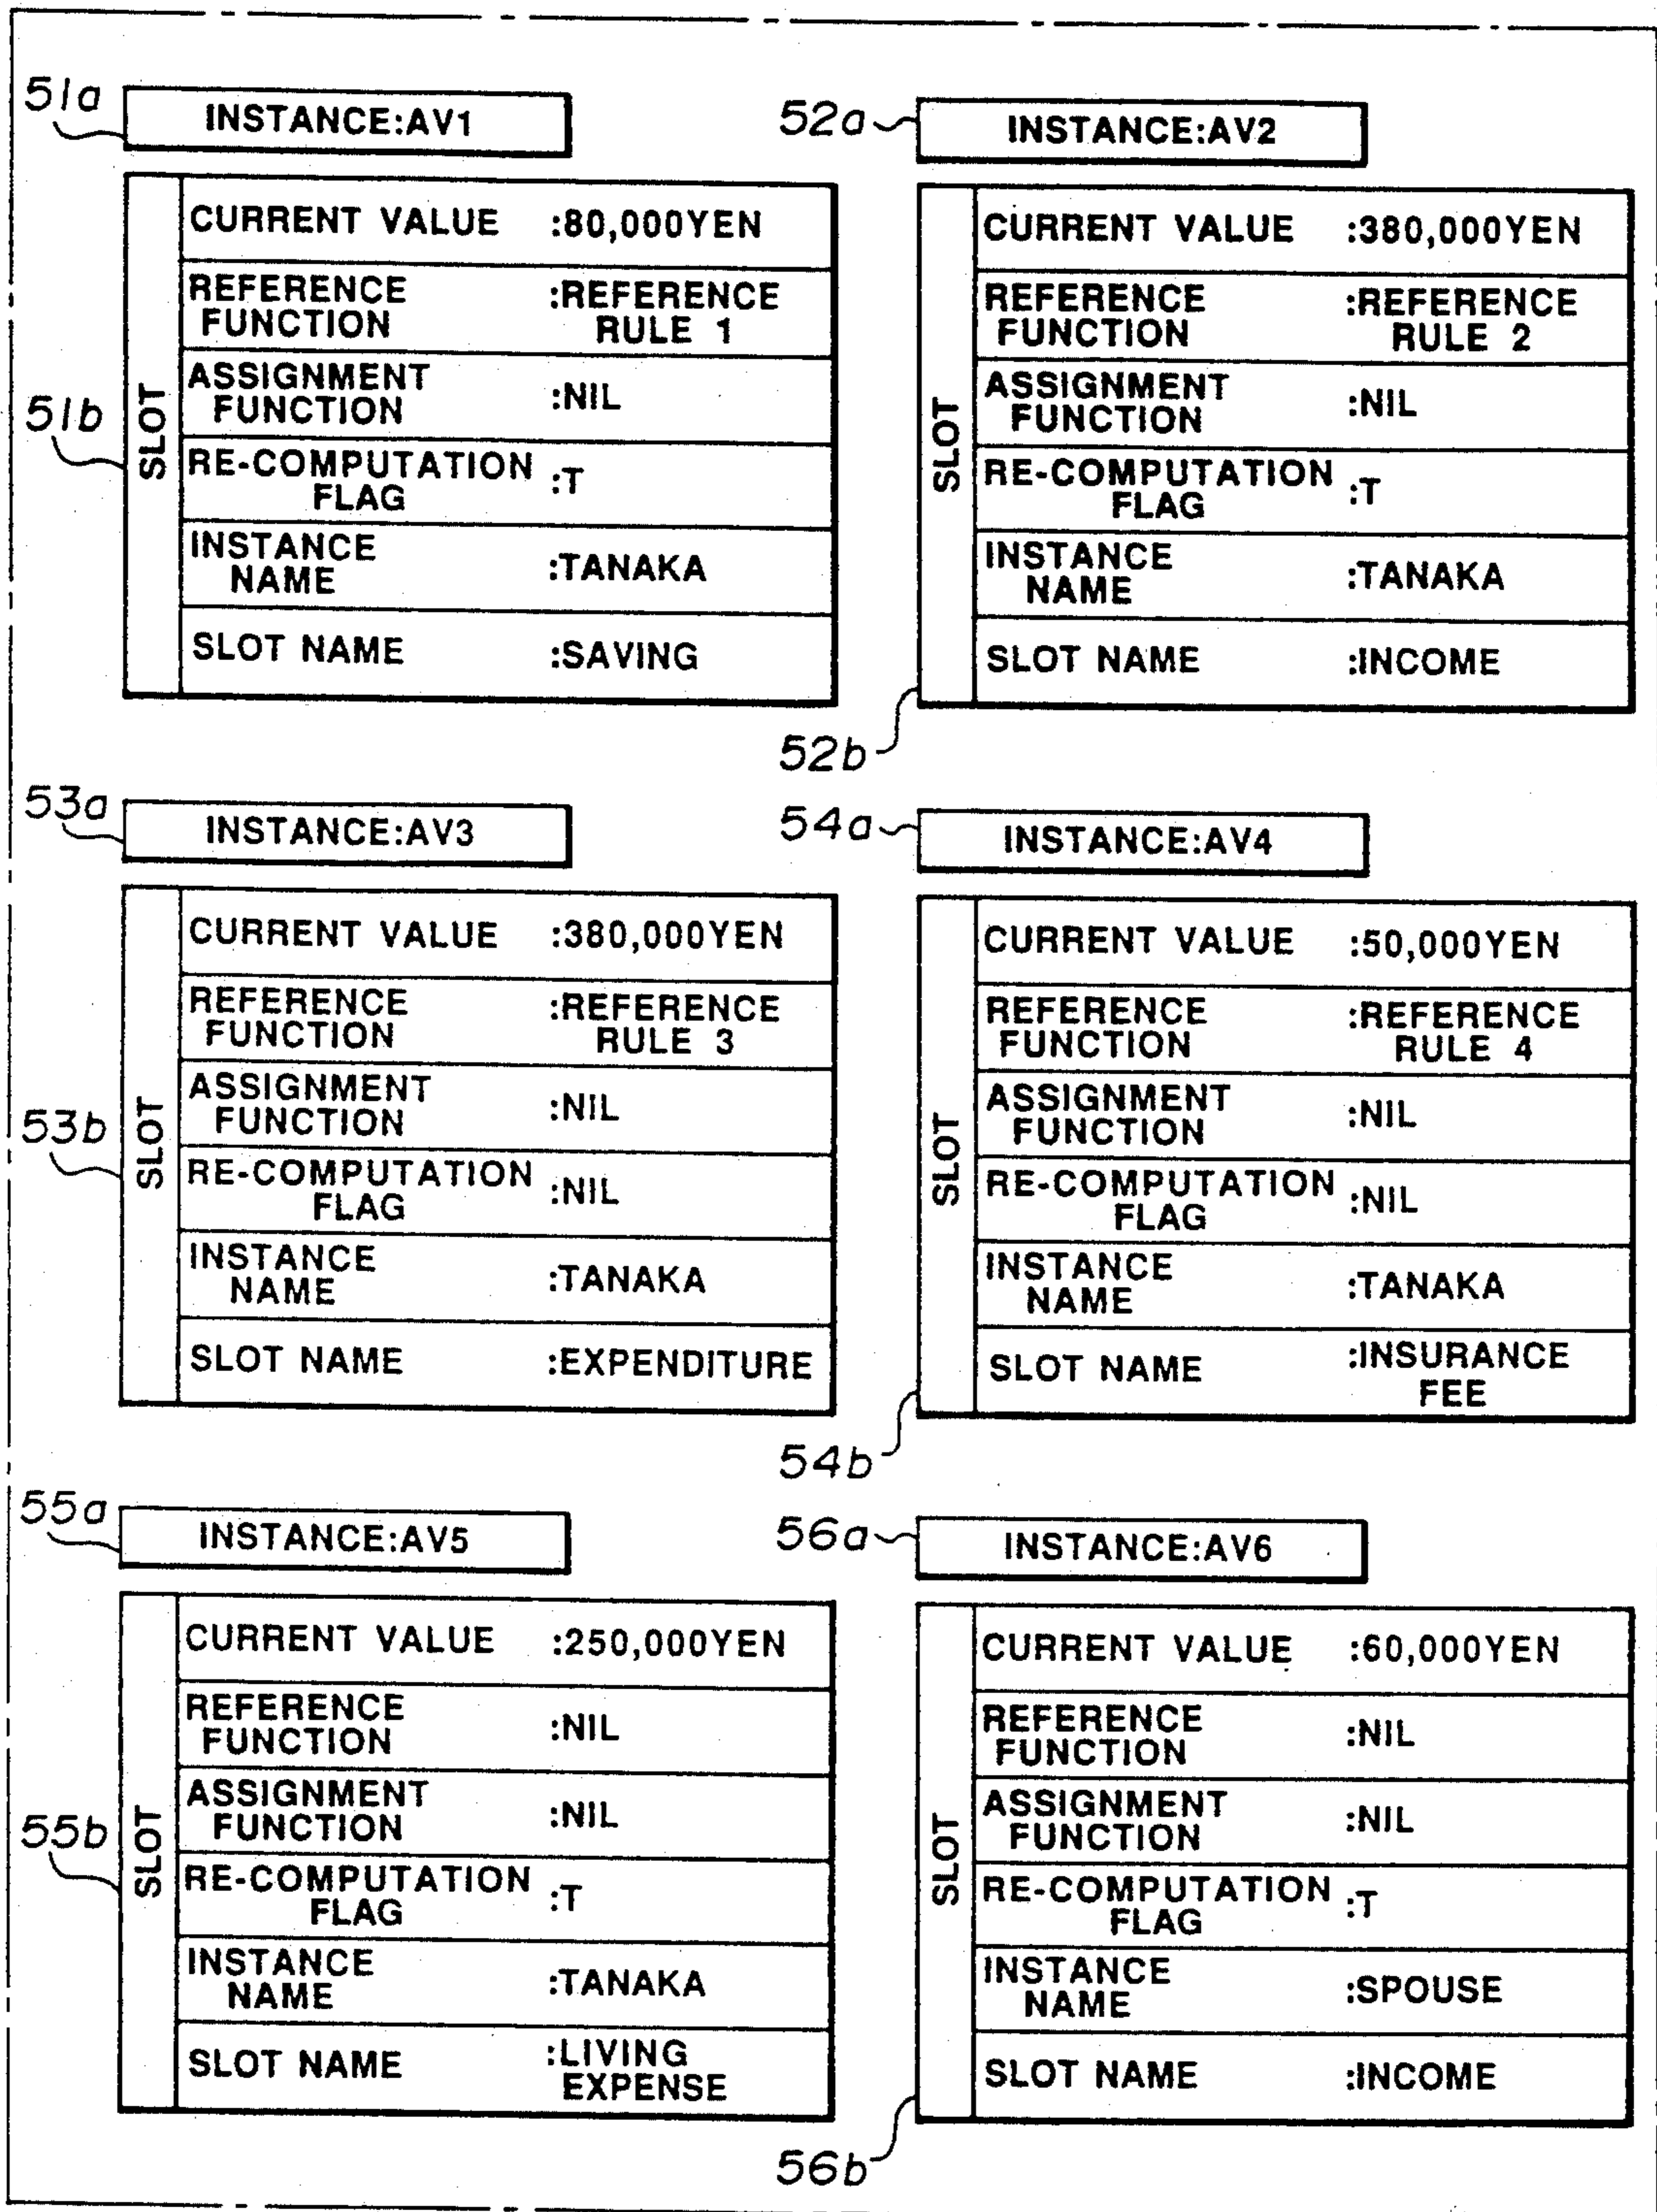 51a
INSTANCE:AV1
51b
SLOT
CURRENT VALUE :80,000YEN
REFERENCE FUNCTION :REFERENCE RULE 1
ASSIGNMENT FUNCTION :NIL
RE-COMPUTATION FLAG :T
INSTANCE NAME :TANAKA
SLOT NAME :SAVING
52a
INSTANCE:AV2
SLOT
CURRENT VALUE :380,000YEN
REFERENCE FUNCTION :REFERENCE RULE 2
ASSIGNMENT FUNCTION :NIL
RE-COMPUTATION FLAG :T
INSTANCE NAME :TANAKA
SLOT NAME :INCOME
52b
53a
INSTANCE:AV3
53b
SLOT
CURRENT VALUE :380,000YEN
REFERENCE FUNCTION :REFERENCE RULE 3
ASSIGNMENT FUNCTION :NIL
RE-COMPUTATION FLAG :NIL
INSTANCE NAME :TANAKA
SLOT NAME :EXPENDITURE
54a
INSTANCE:AV4
SLOT
CURRENT VALUE :50,000YEN
REFERENCE FUNCTION :REFERENCE RULE 4
ASSIGNMENT FUNCTION :NIL
RE-COMPUTATION FLAG :NIL
INSTANCE NAME :TANAKA
SLOT NAME :INSURANCE FEE
54b
55a
INSTANCE:AV5
55b
SLOT
CURRENT VALUE :250,000YEN
REFERENCE FUNCTION :NIL
ASSIGNMENT FUNCTION :NIL
RE-COMPUTATION FLAG :T
INSTANCE NAME :TANAKA
SLOT NAME :LIVING EXPENSE
56a
INSTANCE:AV6
SLOT
CURRENT VALUE :60,000YEN
REFERENCE FUNCTION :NIL
ASSIGNMENT FUNCTION :NIL
RE-COMPUTATION FLAG :T
INSTANCE NAME :SPOUSE
SLOT NAME :INCOME
56b